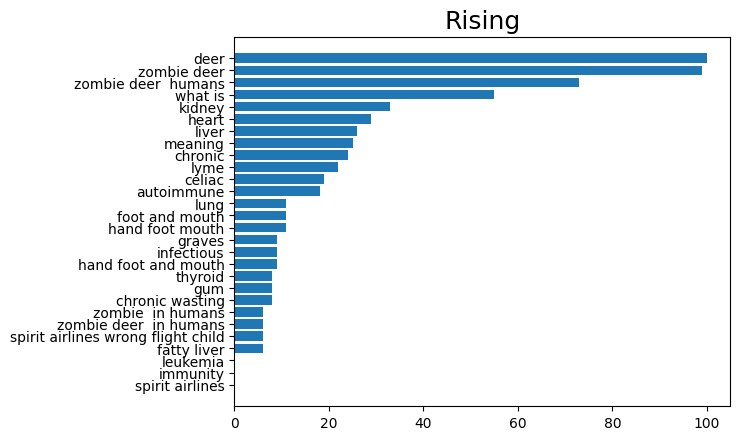 Rising
deer
zombie deer
zombie deer  humans
what is
kidney
heart
liver
meaning
chronic
lyme
celiac
autoimmune
lung
foot and mouth
hand foot mouth
graves
infectious
hand foot and mouth
thyroid
gum
chronic wasting
zombie  in humans
zombie deer  in humans
spirit airlines wrong flight child
fatty liver
leukemia
immunity
spirit airlines
0 20 40 60 80 100